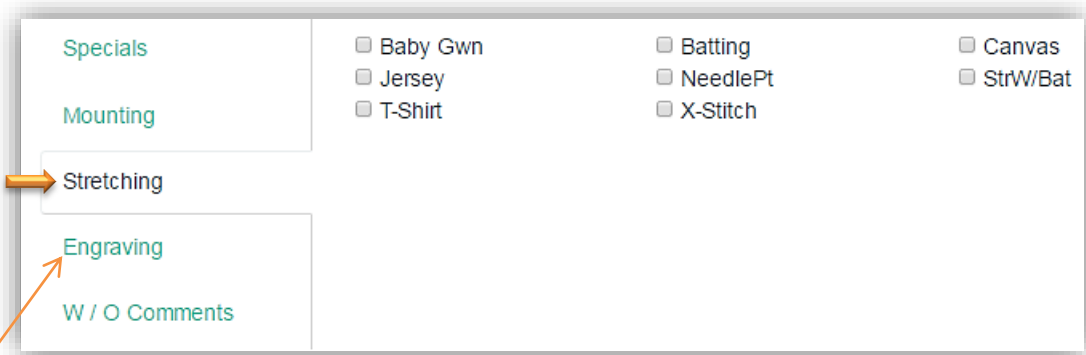 Specials
Mounting
Stretching
Engraving
W / O Comments
Baby Gwn Batting Canvas
Jersey NeedlePt StrW/Bat
T-Shirt X-Stitch